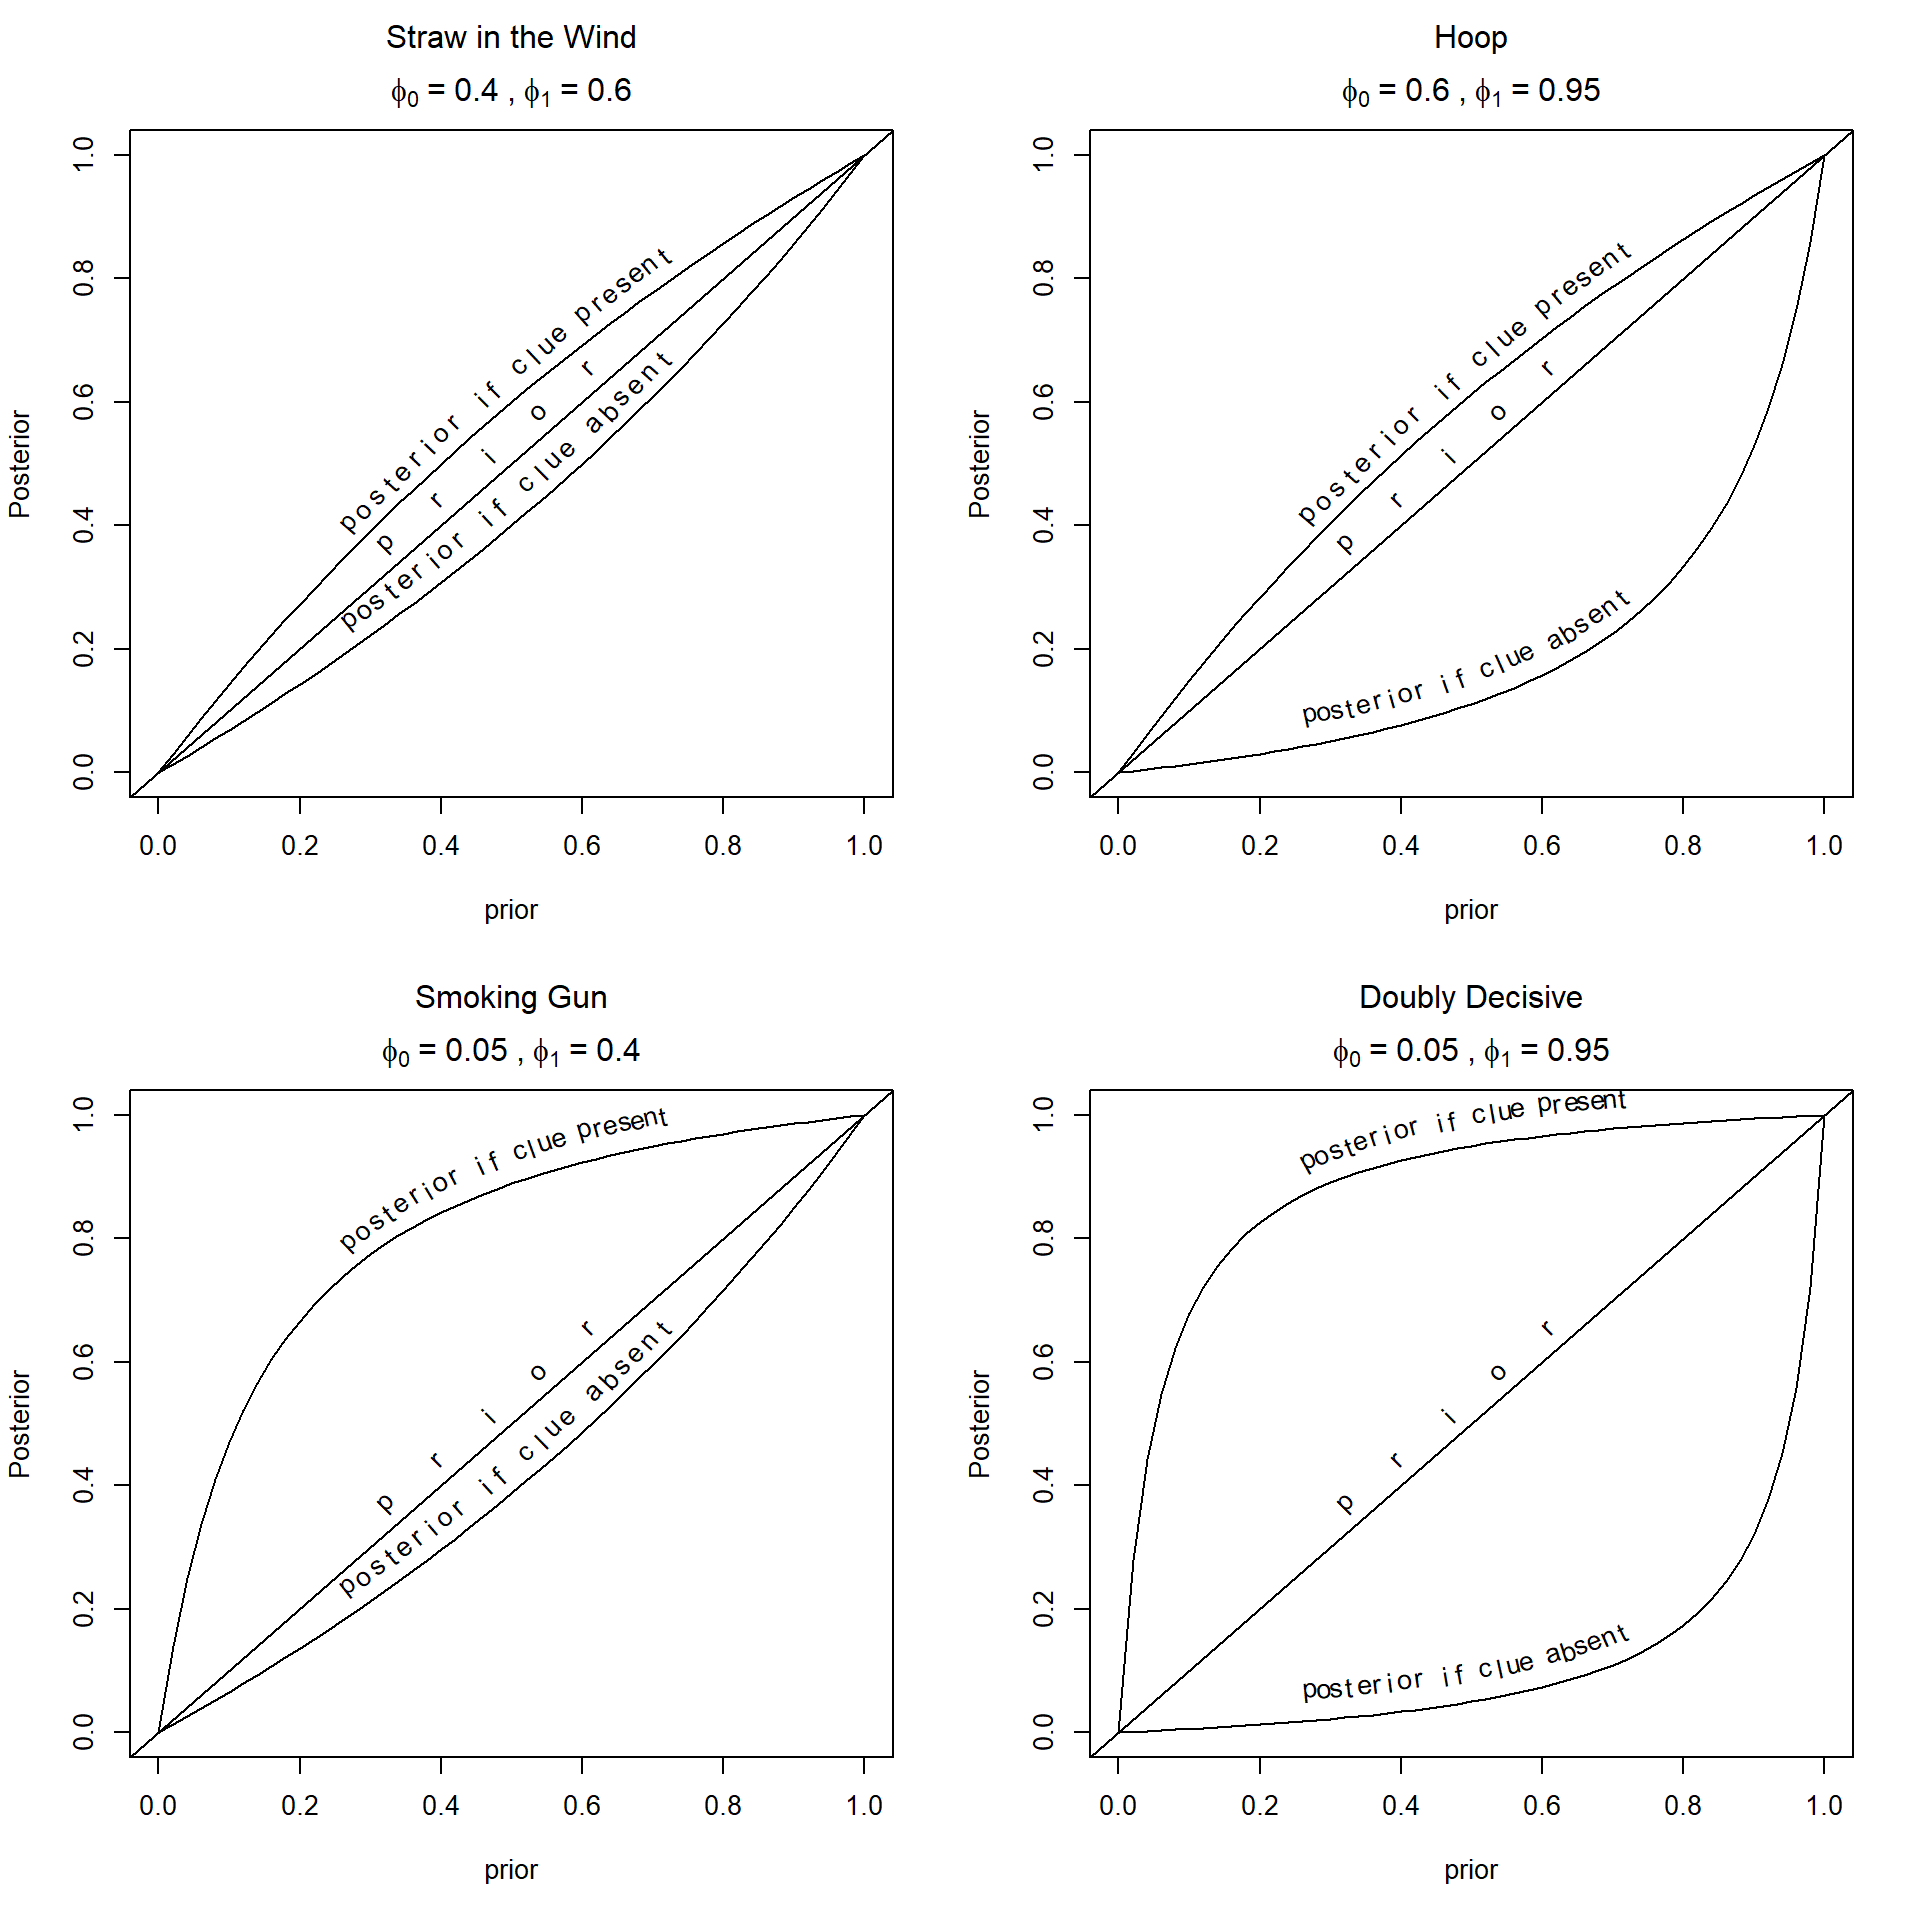 Straw in the Wind
ϕ₀ = 0.4 , ϕ₁ = 0.6
1.0
0.8
0.6
0.4
0.2
0.0
Posterior
posterior if clue present
prior
posterior if clue absent
0.0 0.2 0.4 0.6 0.8 1.0
prior
Hoop
ϕ₀ = 0.6 , ϕ₁ = 0.95
1.0
0.8
0.6
0.4
0.2
0.0
Posterior
posterior if clue present
prior
posterior if clue absent
0.0 0.2 0.4 0.6 0.8 1.0
prior
Smoking Gun
ϕ₀ = 0.05 , ϕ₁ = 0.4
1.0
0.8
0.6
0.4
0.2
0.0
Posterior
posterior if clue present
prior
posterior if clue absent
0.0 0.2 0.4 0.6 0.8 1.0
prior
Doubly Decisive
ϕ₀ = 0.05 , ϕ₁ = 0.95
1.0
0.8
0.6
0.4
0.2
0.0
Posterior
posterior if clue present
prior
posterior if clue absent
0.0 0.2 0.4 0.6 0.8 1.0
prior